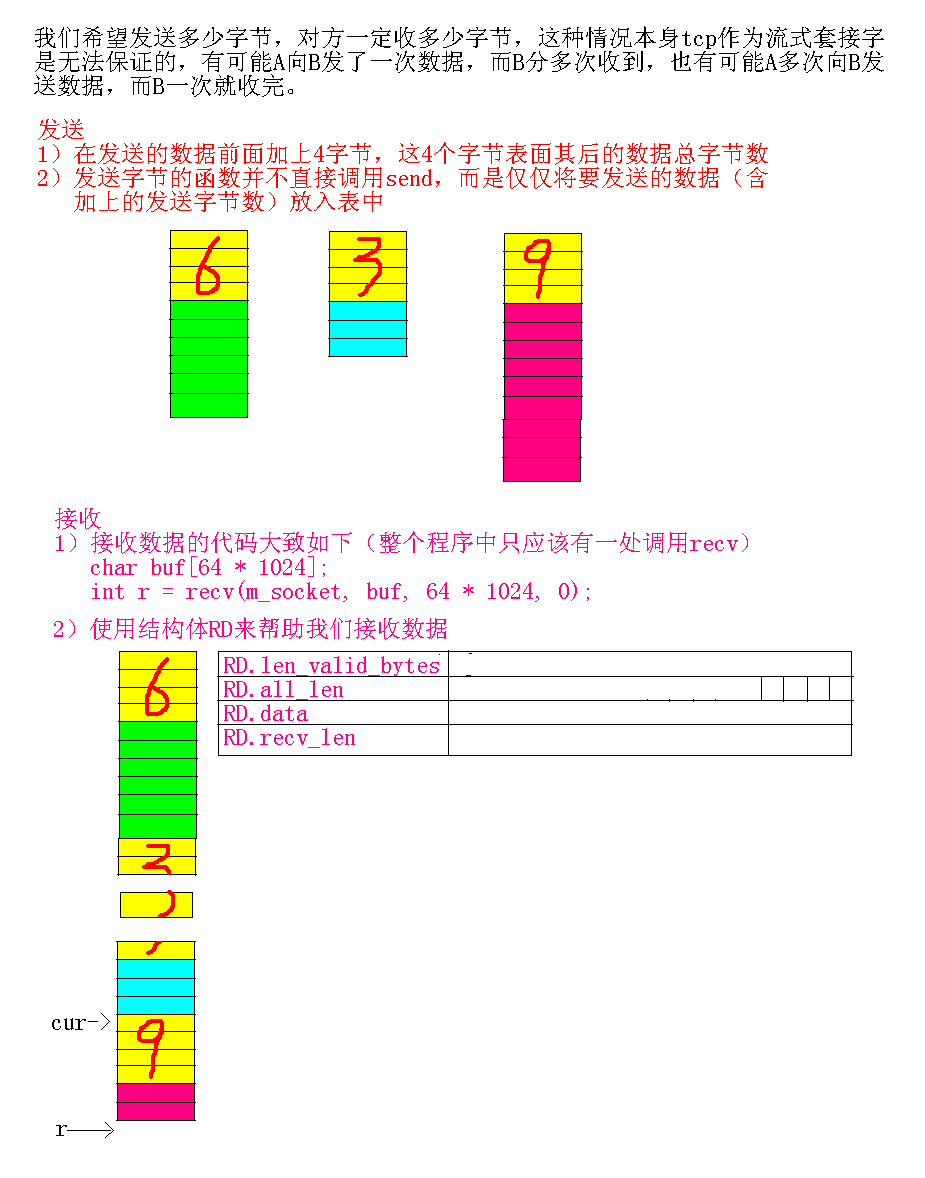 我们希望发送多少字节，对方一定收多少字节，这种情况本身tcp作为流式套接字
是无法保证的，有可能A向B发了一次数据，而B分多次收到，也有可能A多次向B发
送数据，而B一次就收完。
发送
1）在发送的数据前面加上4字节，这4个字节表面其后的数据总字节数
2）发送字节的函数并不直接调用send，而是仅仅将要发送的数据（含
加上的发送字节数）放入表中
6 3 9
接收
1）接收数据的代码大致如下（整个程序中只应该有一处调用recv）
char buf[64 * 1024];
int r = recv(m_socket, buf, 64 * 1024, 0);
2）使用结构体RD来帮助我们接收数据
6
RD.len_valid_bytes
RD.all_len
RD.data
RD.recv_len
3
cur->
9
r